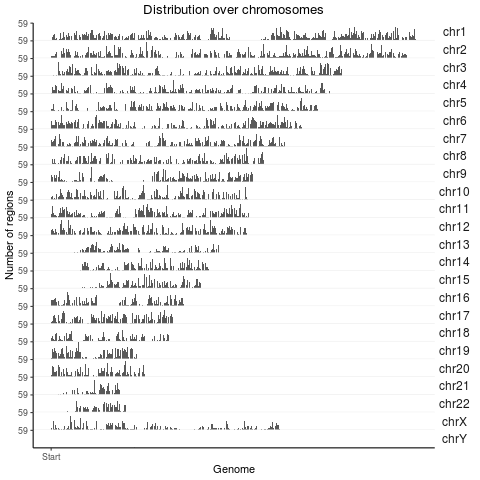 Distribution over chromosomes
Number of regions
59
chr1
59
chr2
59
chr3
59
chr4
59
chr5
59
chr6
59
chr7
59
chr8
59
chr9
59
chr10
59
chr11
59
chr12
59
chr13
59
chr14
59
chr15
59
chr16
59
chr17
59
chr18
59
chr19
59
chr20
59
chr21
59
chr22
59
chrX
59
chrY
Start
Genome